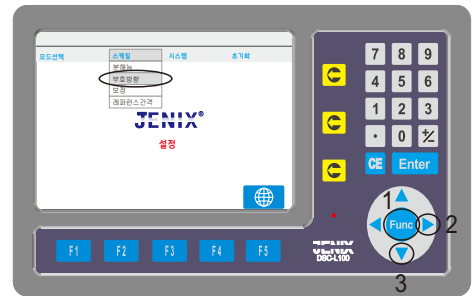 모드선택 스케일 시스템 초기화
분해능
부호방향
보정
레퍼런스간격
JENIX®
설정
7 8 9
4 5 6
1 2 3
· 0 +/-
CE Enter
1
Func 2
3
F1 F2 F3 F4 F5
JENIX
DSC-L100